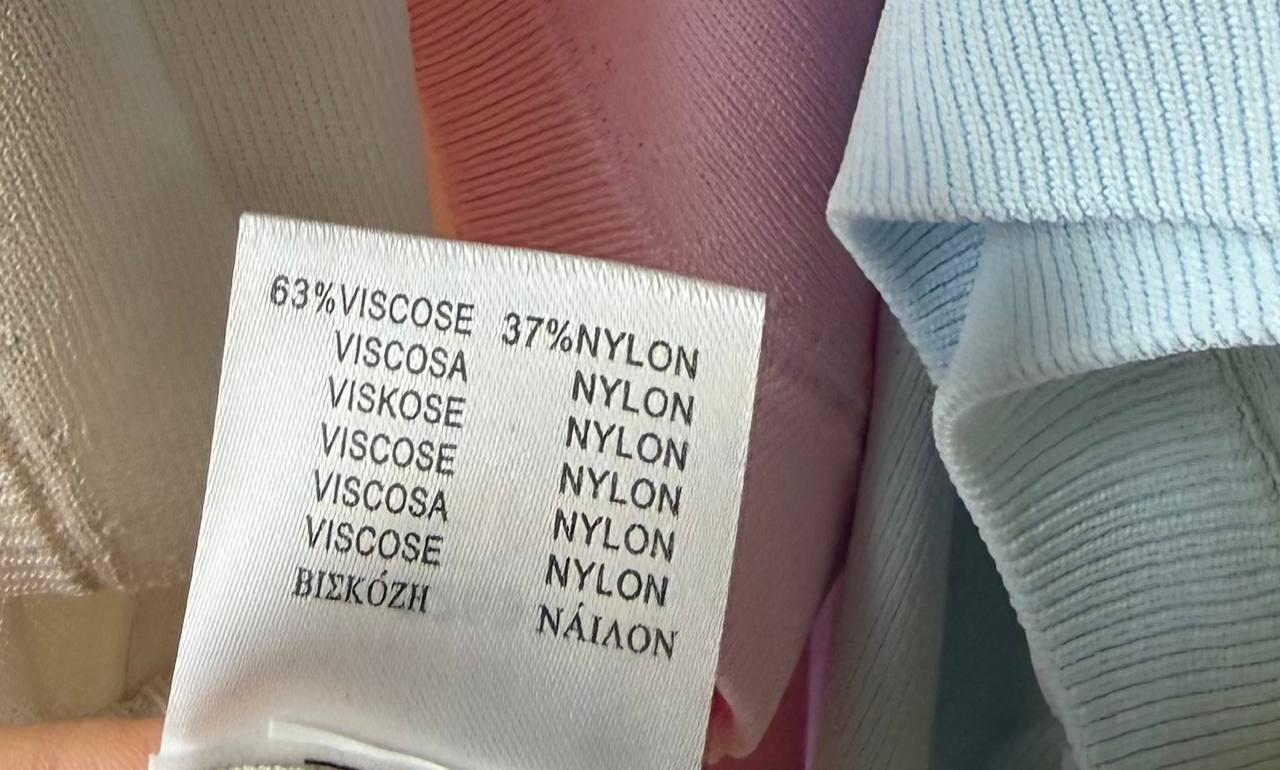 63%VISCOSE 37%NYLON
VISCOSA NYLON
VISKOSE NYLON
VISCOSE NYLON
VISCOSA NYLON
VISCOSE NYLON
ΒΙΣΚΌΖΗ ΝΆΙΛΟΝ